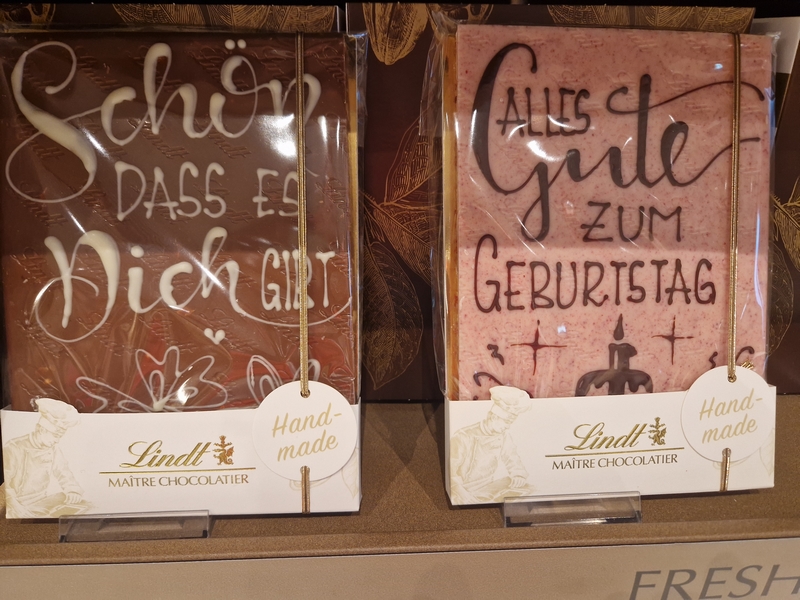 Schön
DASS ES
Dich GIBT
Lindt
MAÎTRE CHOCOLATIER
Hand-
made
ALLES
Gute
ZUM
GEBURTSTAG
Lindt
MAÎTRE CHOCOLATIER
Hand-
made
FRESH